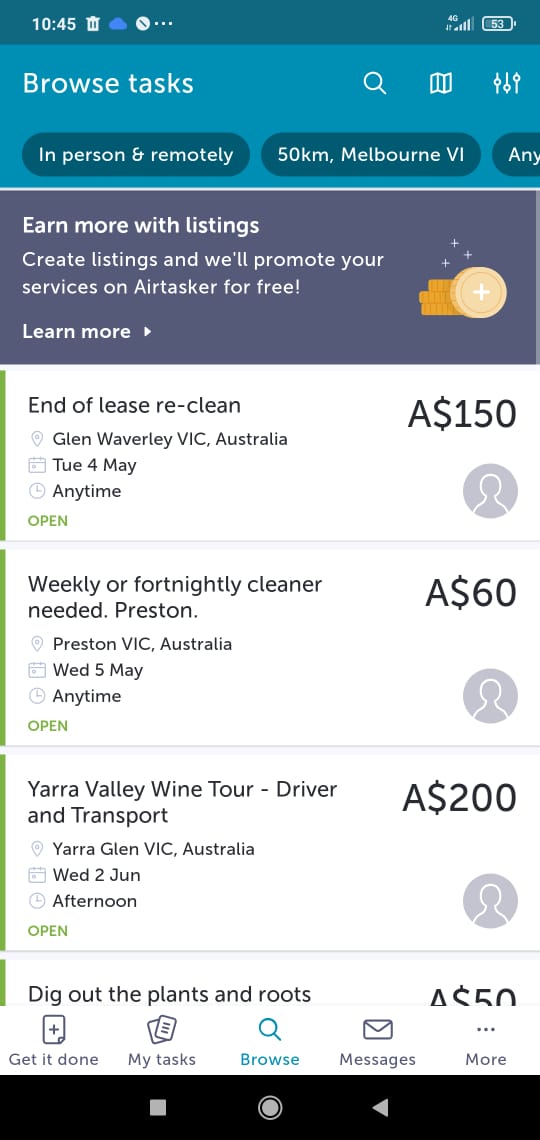 10:45
4G
53
Browse tasks
In person & remotely
50km, Melbourne VI
Any
Earn more with listings
Create listings and we'll promote your
services on Airtasker for free!
Learn more
End of lease re-clean
A$150
Glen Waverley VIC, Australia
Tue 4 May
Anytime
OPEN
Weekly or fortnightly cleaner
needed. Preston.
A$60
Preston VIC, Australia
Wed 5 May
Anytime
OPEN
Yarra Valley Wine Tour - Driver
and Transport
A$200
Yarra Glen VIC, Australia
Wed 2 Jun
Afternoon
OPEN
Dig out the plants and roots
A$50
Get it done
My tasks
Browse
Messages
More